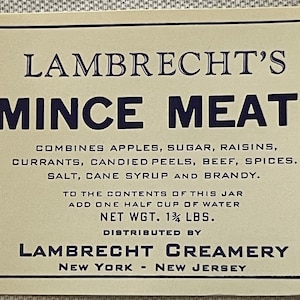 LAMBRECHT'S
MINCE MEAT
COMBINES APPLES, SUGAR, RAISINS,
CURRANTS, CANDIED PEELS, BEEF, SPICES.
SALT, CANE SYRUP AND BRANDY.
TO THE CONTENTS OF THIS JAR
ADD ONE HALF CUP OF WATER
NET WGT. 1¾ LBS.
DISTRIBUTED BY
LAMBRECHT CREAMERY
NEW YORK - NEW JERSEY